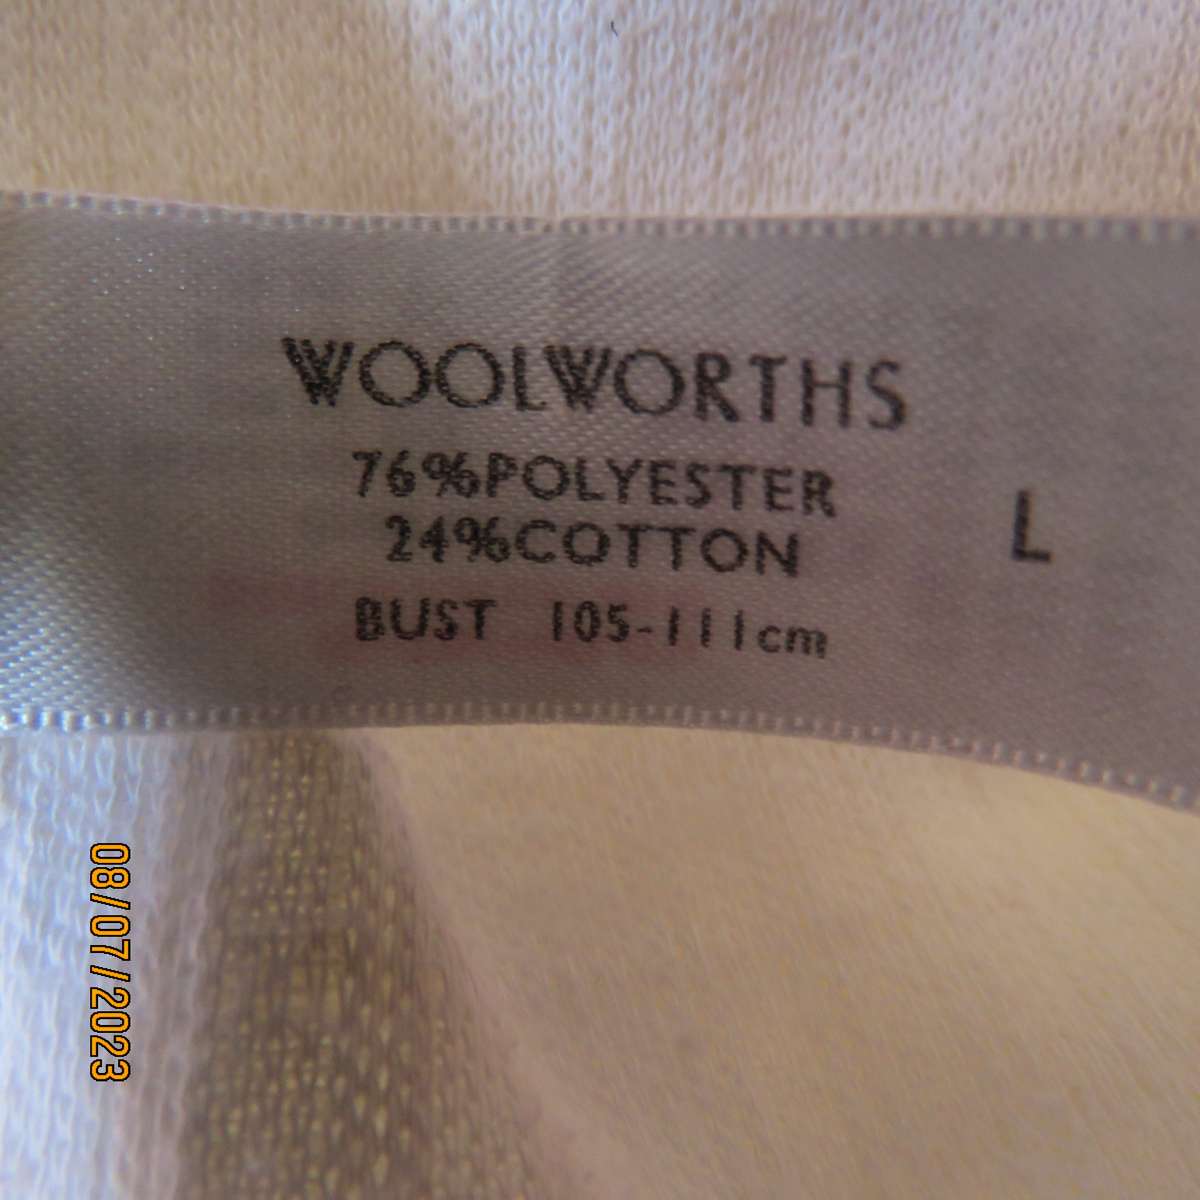 WOOLWORTHS
76%POLYESTER
24%COTTON
L
BUST 105-111cm
08/07/2023